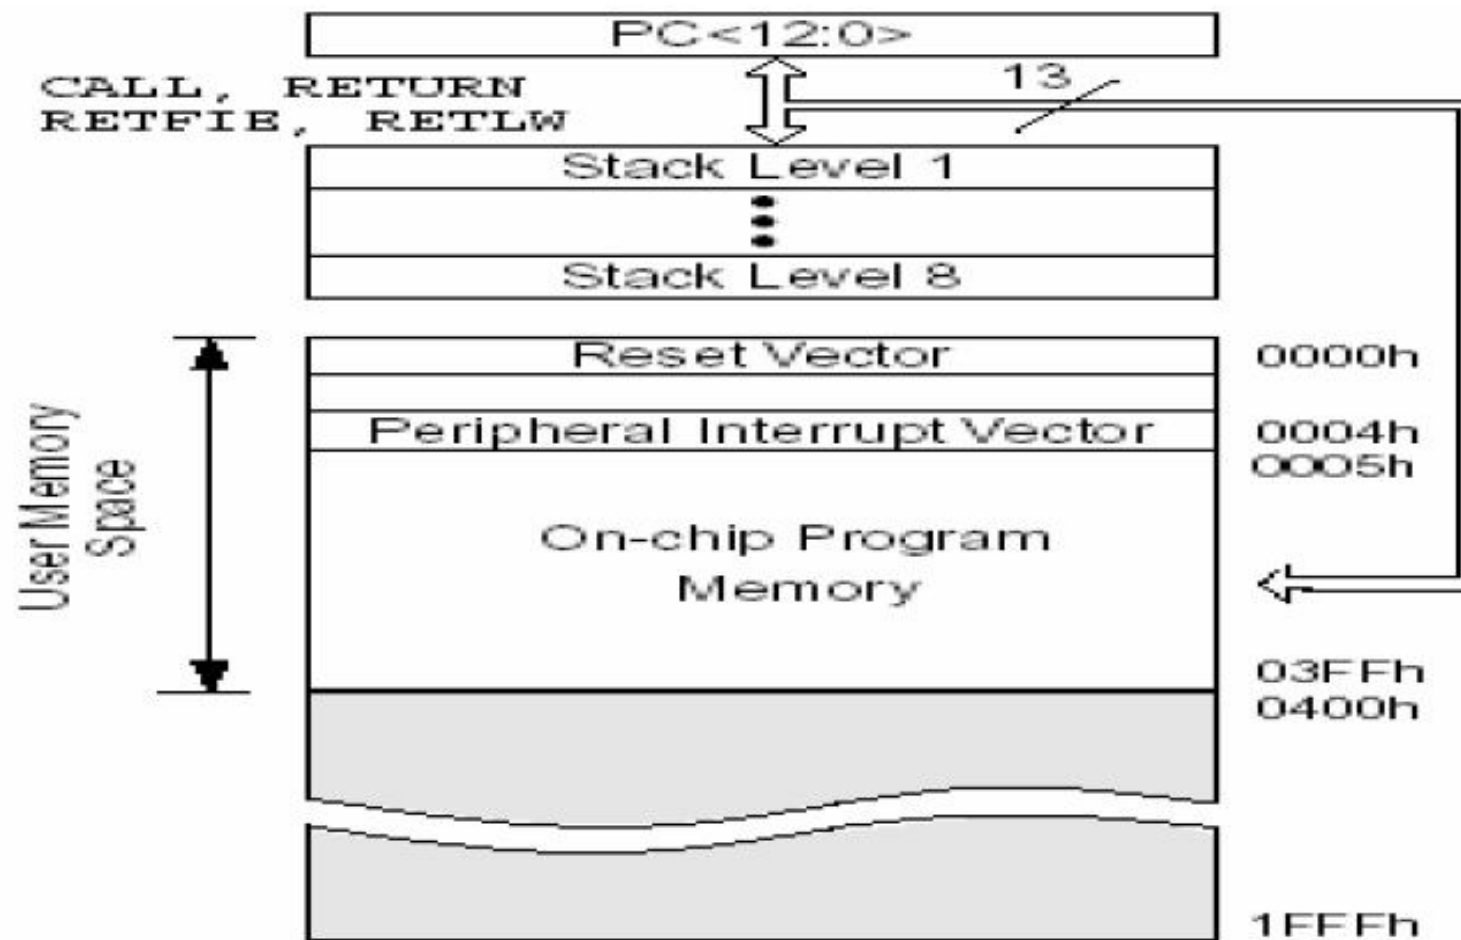 PC<12:0>
13
CALL, RETURN
RETFIE, RETLW
Stack Level 1
Stack Level 8
Reset Vector
0000h
Peripheral Interrupt Vector
0004h
0005h
User Memory
Space
On-chip Program
Memory
03FFh
0400h
1FFFh